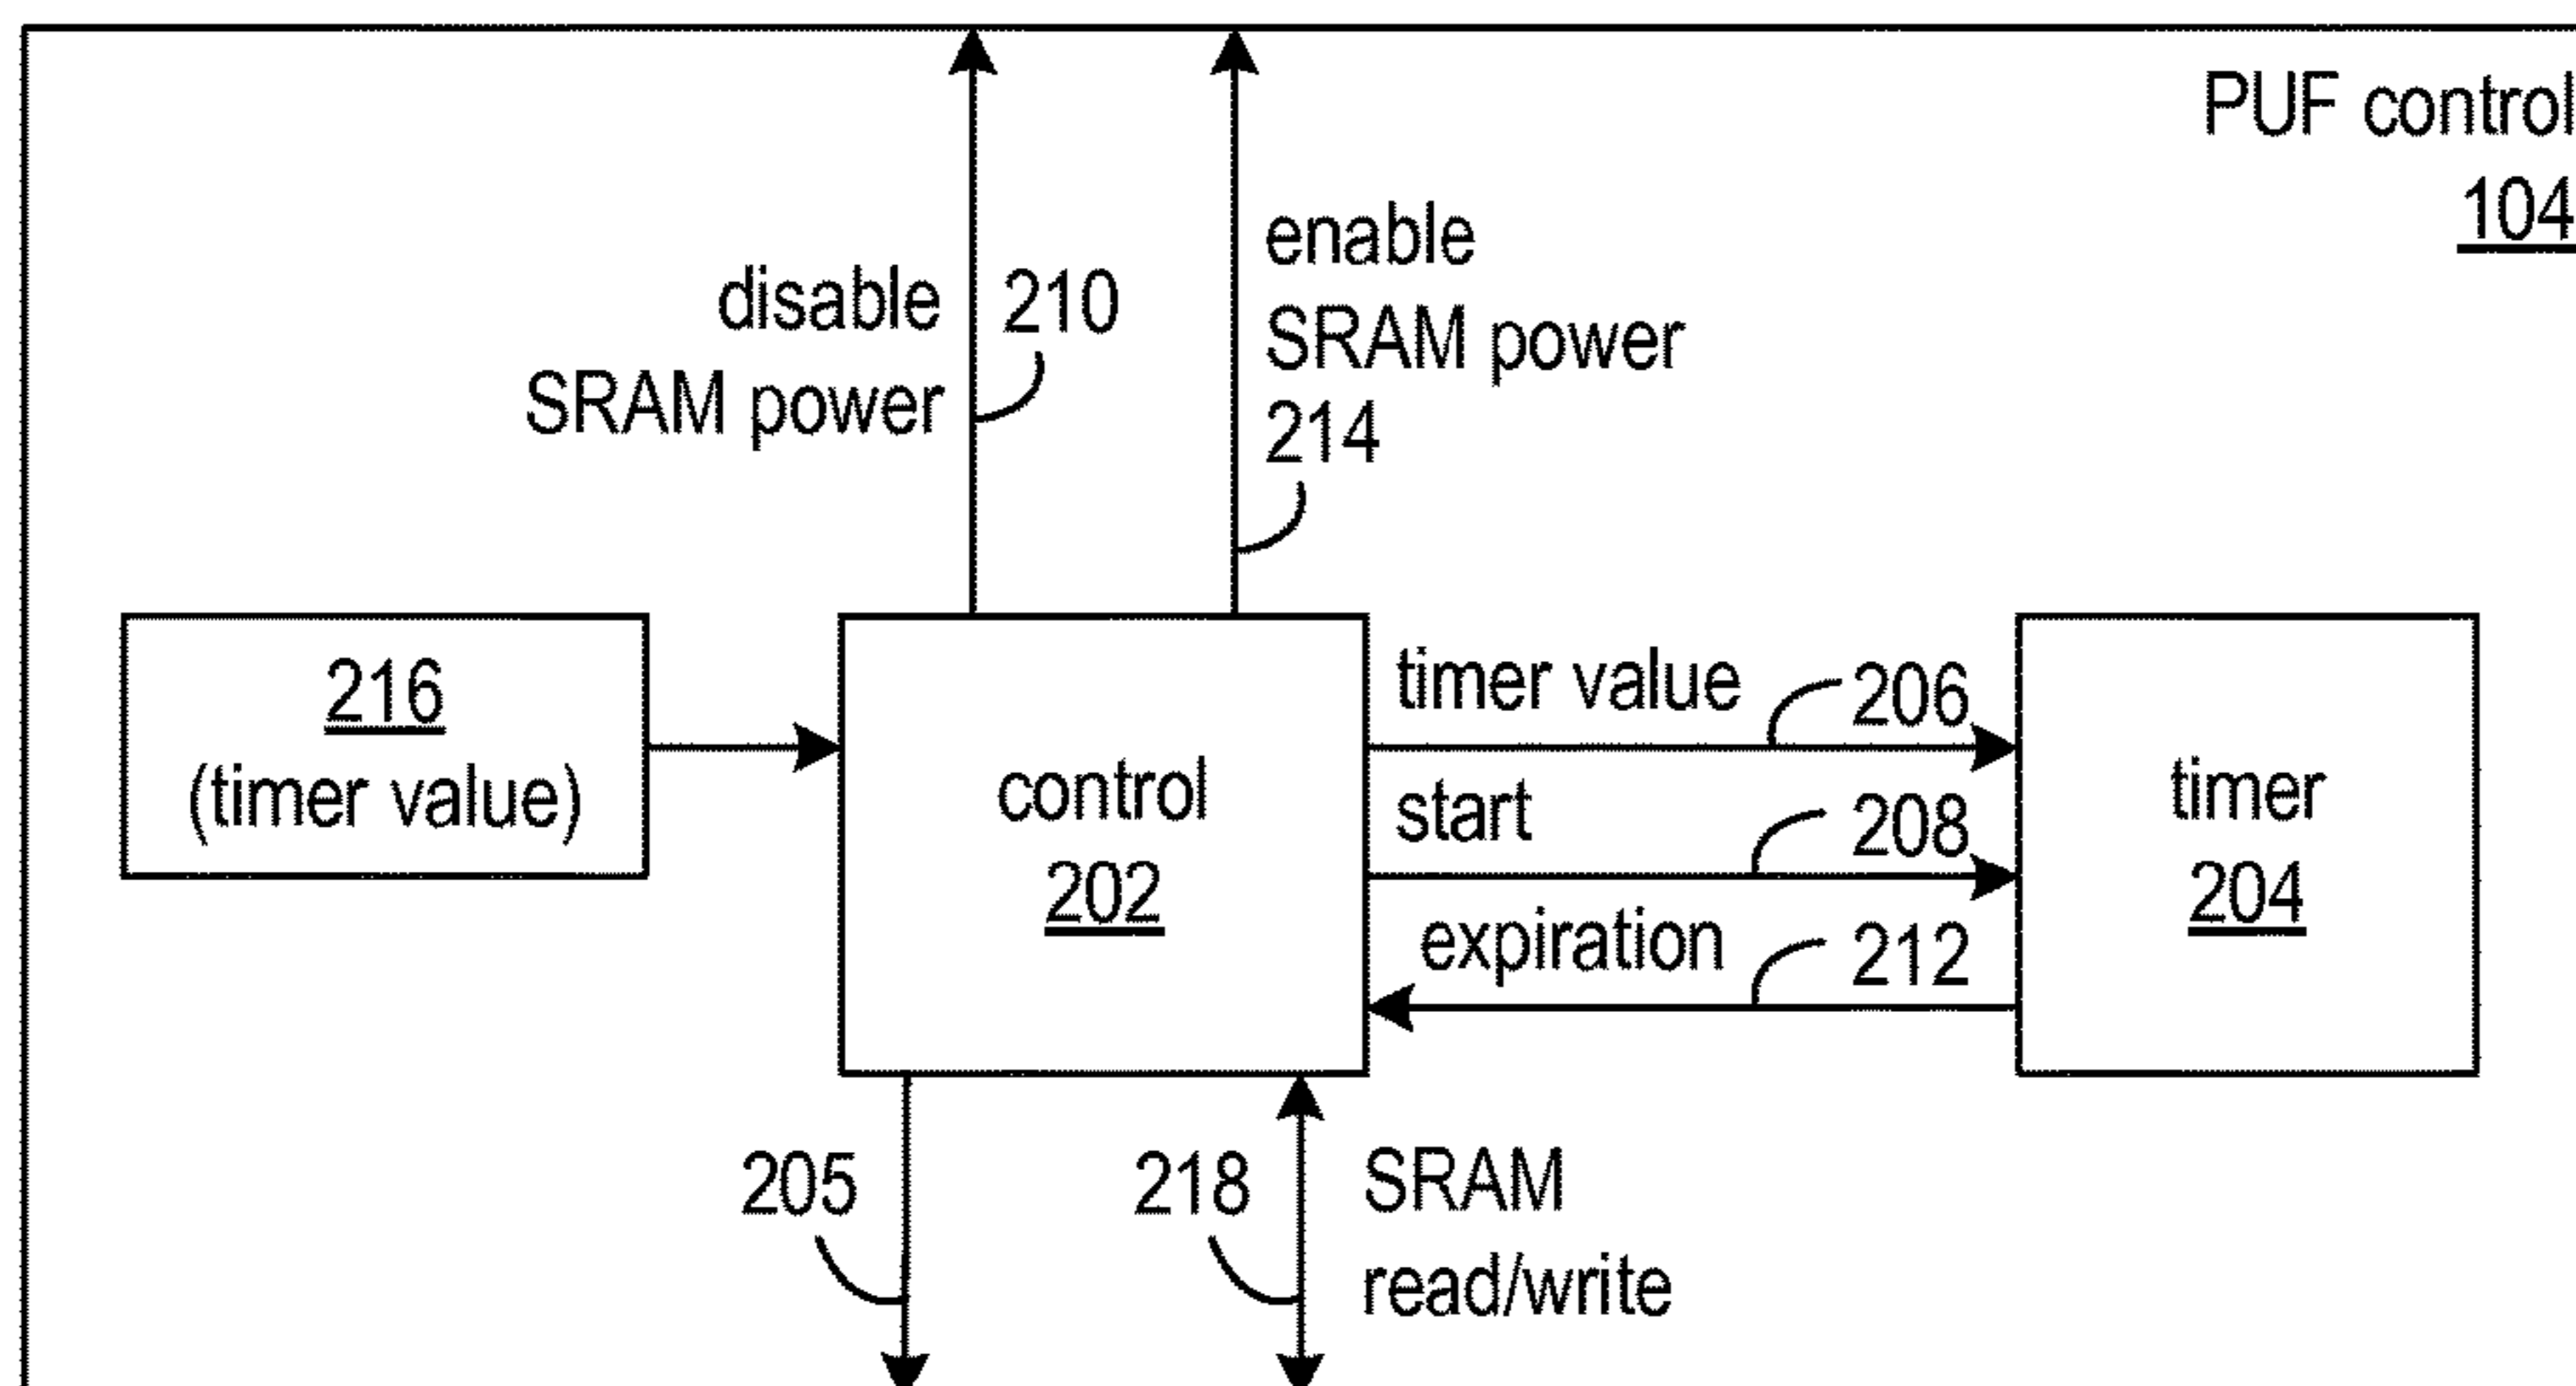 PUF control
104
disable
SRAM power
210
enable
SRAM power
214
216
(timer value)
control
202
timer value
206
start
208
expiration
212
timer
204
205
218
SRAM
read/write